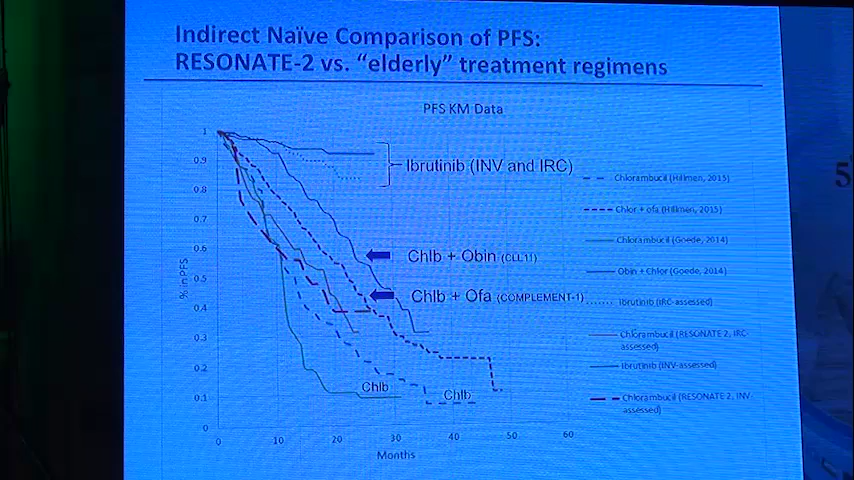 Indirect Naïve Comparison of PFS:
RESONATE-2 vs. “elderly” treatment regimens
PFS KM Data
1
0.9
0.8
0.7
0.6
0.5
0.4
0.3
0.2
0.1
0
% in PFS
0 10 20 30 40 50 60
Months
Ibrutinib (INV and IRC)
Chlb + Obin (CLL11)
Chlb + Ofa (COMPLEMENT-1)
Chlb
Chlb
Chlorambucil (Hillmen, 2015)
Chlor + ofa (Hillmen, 2015)
Chlorambucil (Goede, 2014)
Obin + Chlor (Goede, 2014)
Ibrutinib (IRC-assessed)
Chlorambucil (RESONATE 2, IRC-
assessed)
Ibrutinib (INV-assessed)
Chlorambucil (RESONATE 2, INV
assessed)
5